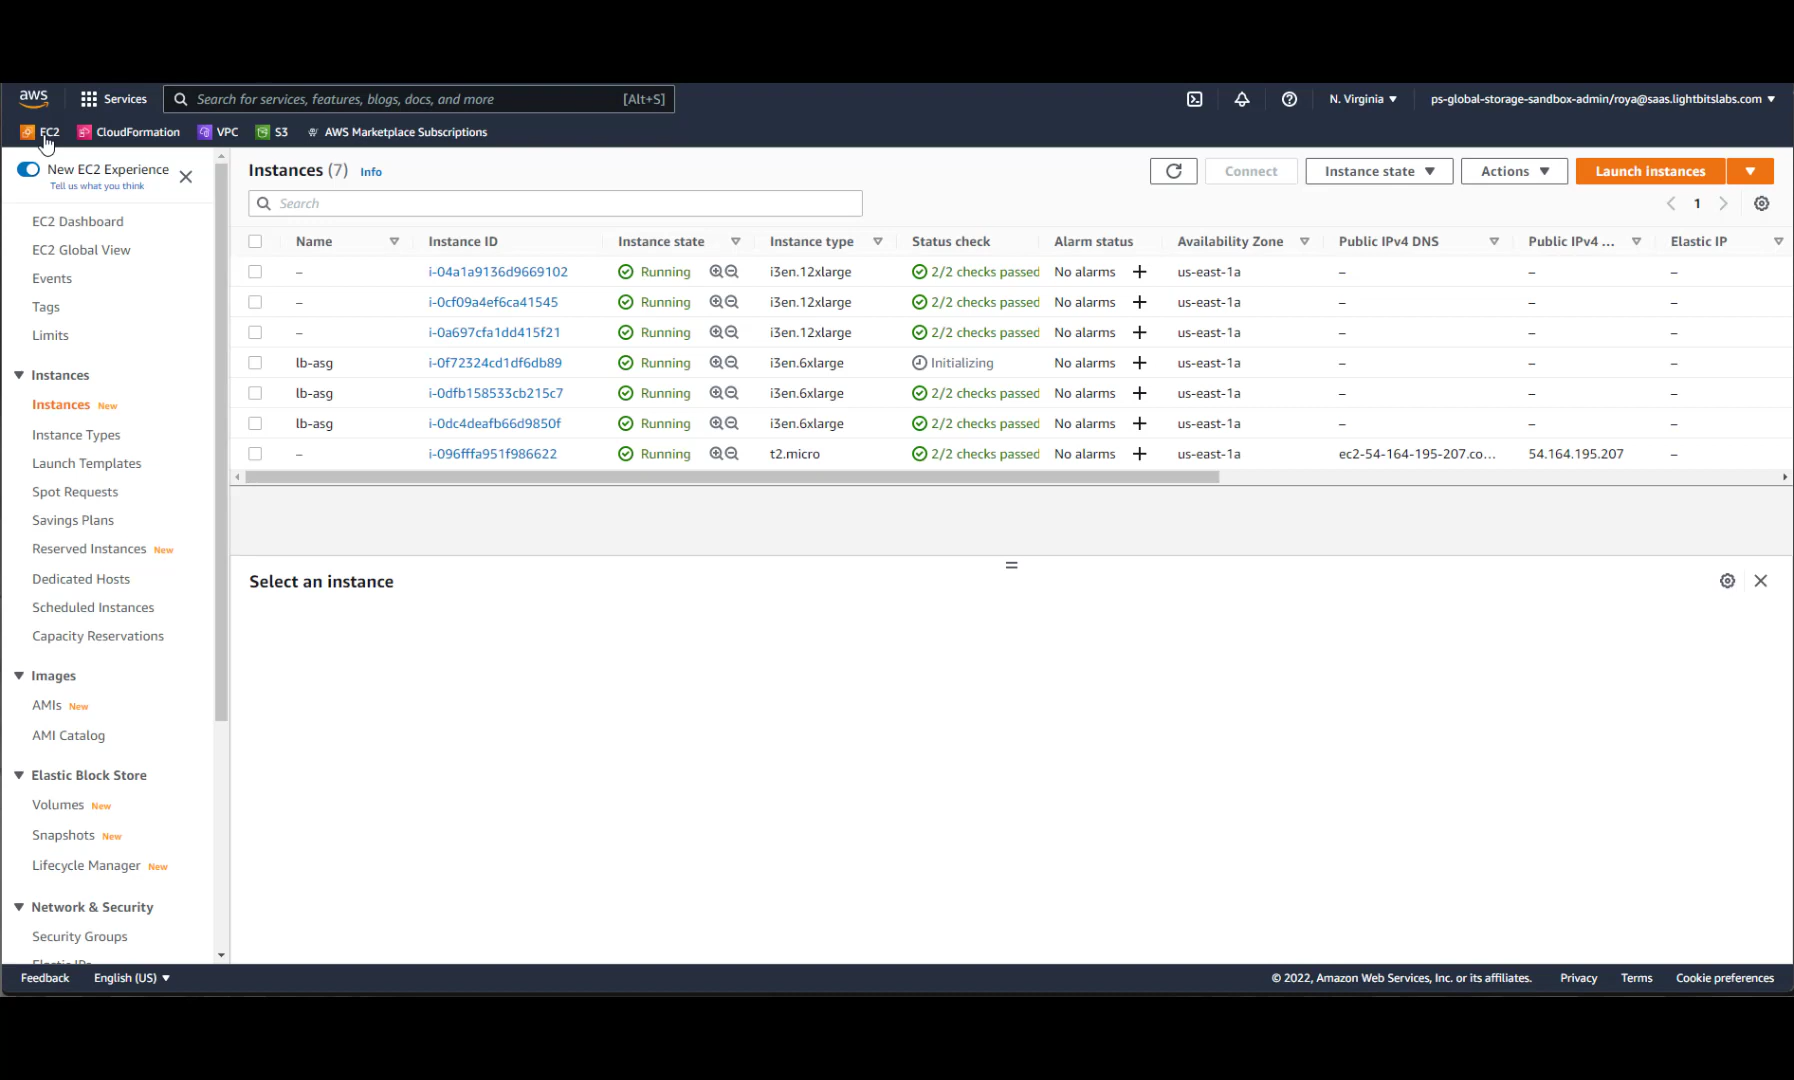 aws Services Search for services, features, blogs, docs, and more [Alt+S] N. Virginia ▼ ps-global-storage-sandbox-admin/roya@saas.lightbitslabs.com ▼
EC2 CloudFormation VPC S3 AWS Marketplace Subscriptions
New EC2 Experience
Tell us what you think
EC2 Dashboard
EC2 Global View
Events
Tags
Limits
Instances
Instances New
Instance Types
Launch Templates
Spot Requests
Savings Plans
Reserved Instances New
Dedicated Hosts
Scheduled Instances
Capacity Reservations
Images
AMIs New
AMI Catalog
Elastic Block Store
Volumes New
Snapshots New
Lifecycle Manager New
Network & Security
Security Groups
Instances (7) Info Connect Instance state ▼ Actions ▼ Launch instances ▼
Search 1
Name Instance ID Instance state Instance type Status check Alarm status Availability Zone Public IPv4 DNS Public IPv4 ... Elastic IP
– i-04a1a9136d9669102 Running i3en.12xlarge 2/2 checks passed No alarms + us-east-1a – – –
– i-0cf09a4ef6ca41545 Running i3en.12xlarge 2/2 checks passed No alarms + us-east-1a – – –
– i-0a697cfa1dd415f21 Running i3en.12xlarge 2/2 checks passed No alarms + us-east-1a – – –
lb-asg i-0f72324cd1df6db89 Running i3en.6xlarge Initializing No alarms + us-east-1a – – –
lb-asg i-0dfb158533cb215c7 Running i3en.6xlarge 2/2 checks passed No alarms + us-east-1a – – –
lb-asg i-0dc4deafb66d9850f Running i3en.6xlarge 2/2 checks passed No alarms + us-east-1a – – –
– i-096fffa951f986622 Running t2.micro 2/2 checks passed No alarms + us-east-1a ec2-54-164-195-207.co... 54.164.195.207 –
Select an instance
Feedback English (US) ▼ © 2022, Amazon Web Services, Inc. or its affiliates. Privacy Terms Cookie preferences